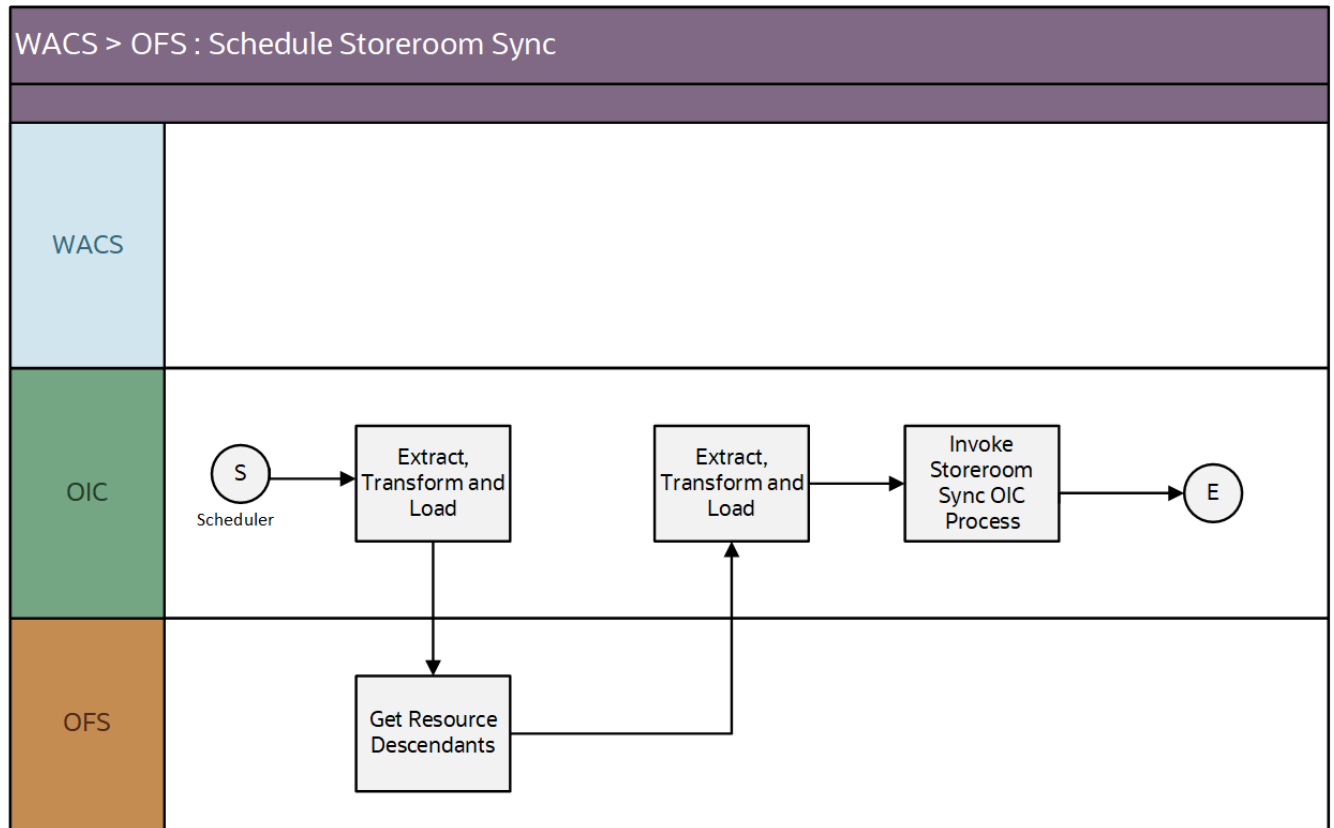 WACS > OFS : Schedule Storeroom Sync
WACS
OIC
S
Scheduler
Extract,
Transform and
Load
Extract,
Transform and
Load
Invoke
Storeroom
Sync OIC
Process
E
OFS
Get Resource
Descendants